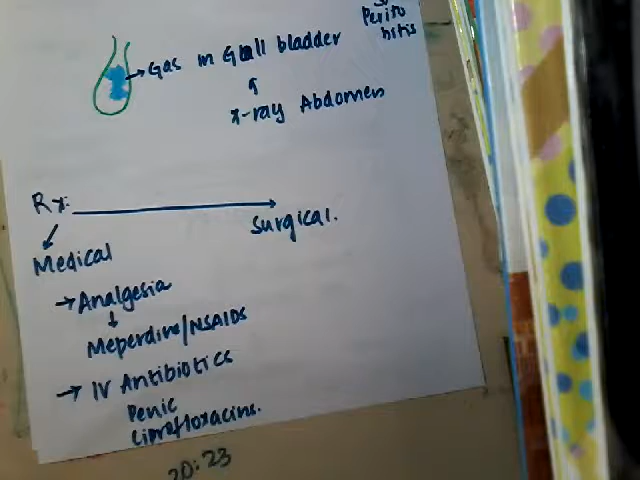 Perito
nitis
Gas in Gall bladder
x-ray Abdomen
Rx:
Surgical.
Medical
→ Analgesia
Meperdine/NSAIDS
→ IV Antibiotics
Penic
Ciprofloxacins.
20:23